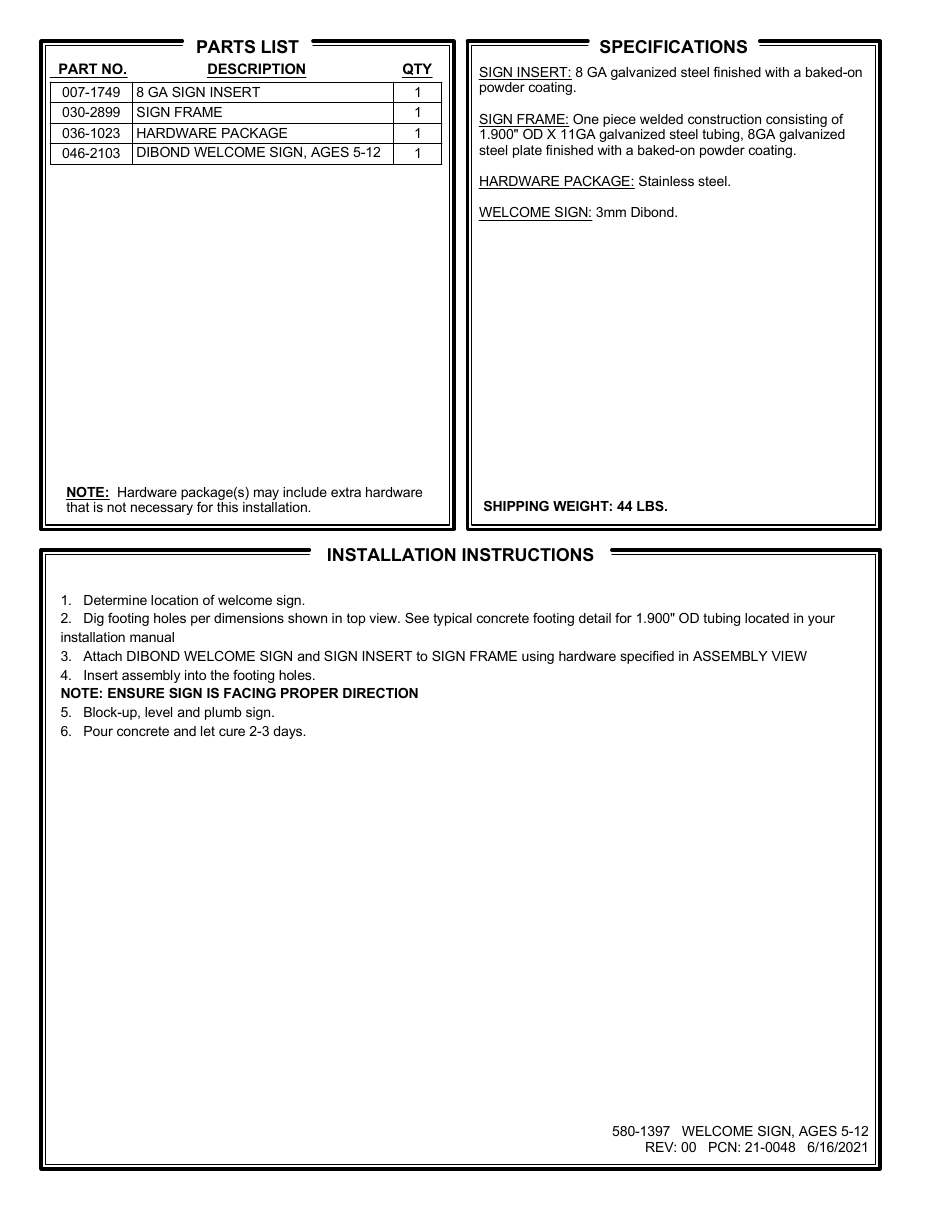 PARTS LIST
PART NO. DESCRIPTION QTY
007-1749 8 GA SIGN INSERT 1
030-2899 SIGN FRAME 1
036-1023 HARDWARE PACKAGE 1
046-2103 DIBOND WELCOME SIGN, AGES 5-12 1
NOTE: Hardware package(s) may include extra hardware
that is not necessary for this installation.
SPECIFICATIONS
SIGN INSERT: 8 GA galvanized steel finished with a baked-on
powder coating.
SIGN FRAME: One piece welded construction consisting of
1.900" OD X 11GA galvanized steel tubing, 8GA galvanized
steel plate finished with a baked-on powder coating.
HARDWARE PACKAGE: Stainless steel.
WELCOME SIGN: 3mm Dibond.
SHIPPING WEIGHT: 44 LBS.
INSTALLATION INSTRUCTIONS
1. Determine location of welcome sign.
2. Dig footing holes per dimensions shown in top view. See typical concrete footing detail for 1.900" OD tubing located in your
installation manual
3. Attach DIBOND WELCOME SIGN and SIGN INSERT to SIGN FRAME using hardware specified in ASSEMBLY VIEW
4. Insert assembly into the footing holes.
NOTE: ENSURE SIGN IS FACING PROPER DIRECTION
5. Block-up, level and plumb sign.
6. Pour concrete and let cure 2-3 days.
580-1397 WELCOME SIGN, AGES 5-12
REV: 00 PCN: 21-0048 6/16/2021